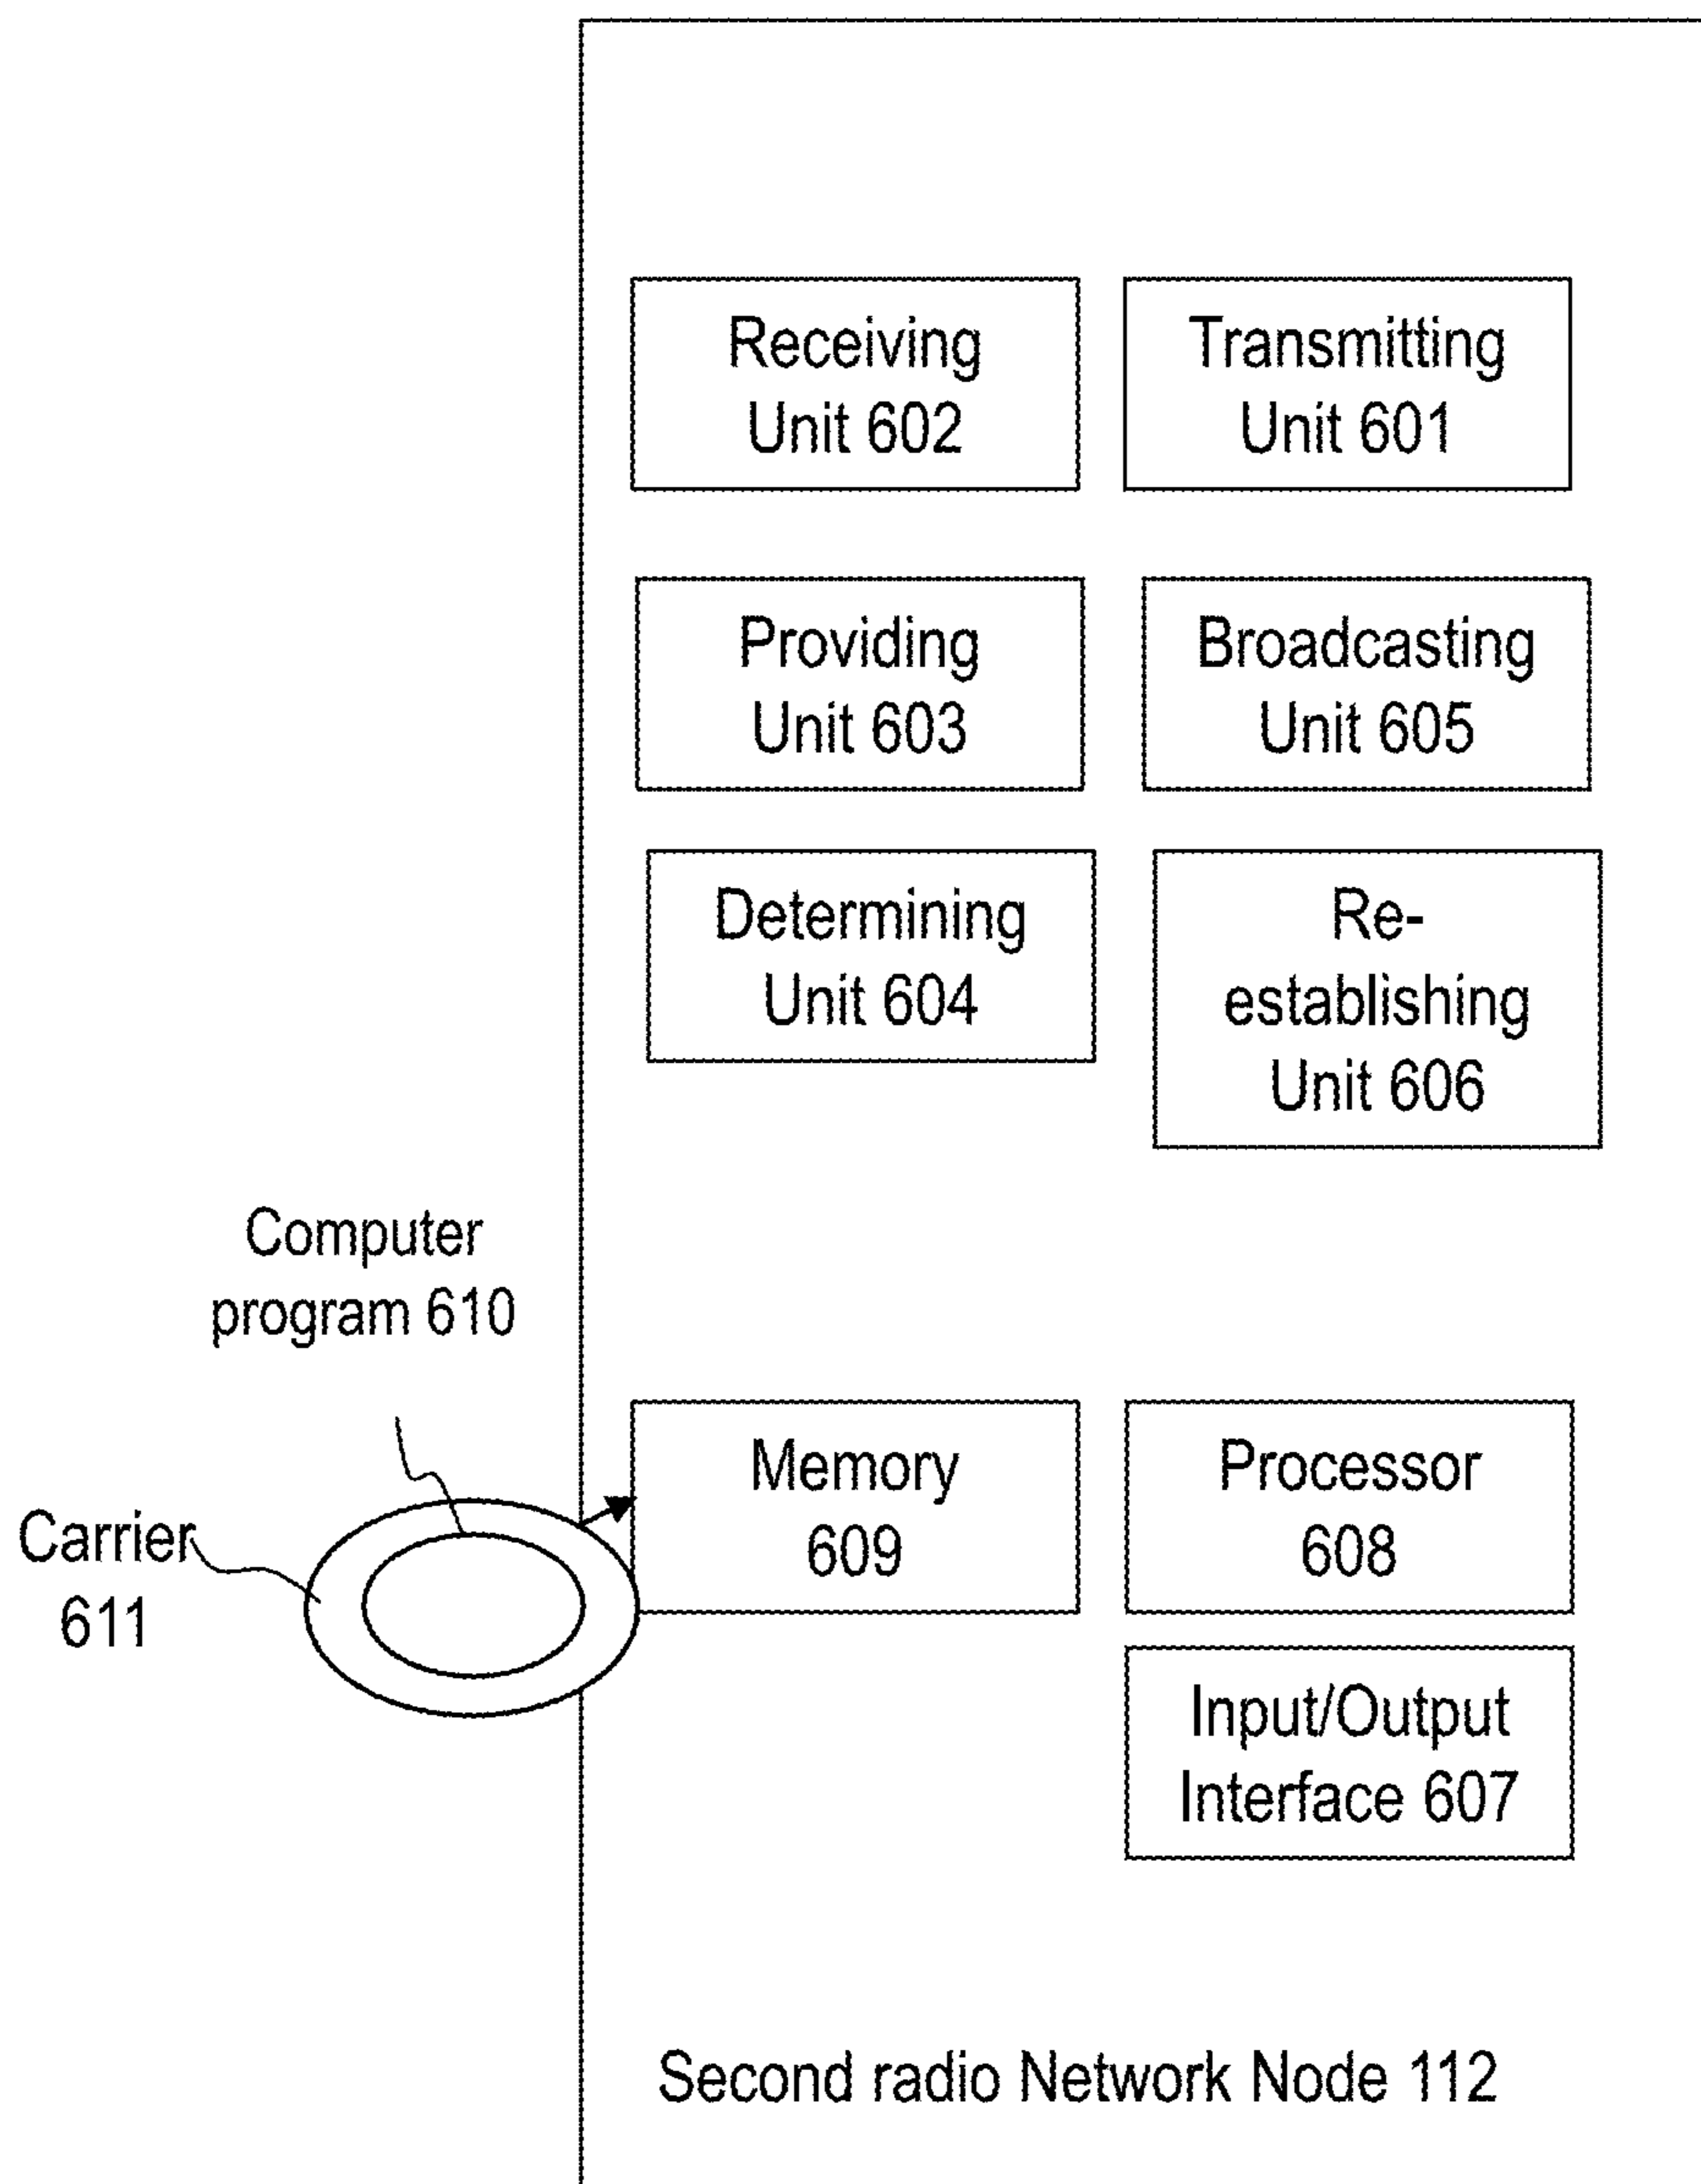 Receiving
Unit 602
Transmitting
Unit 601
Providing
Unit 603
Broadcasting
Unit 605
Determining
Unit 604
Re-
establishing
Unit 606
Computer
program 610
Carrier
611
Memory
609
Processor
608
Input/Output
Interface 607
Second radio Network Node 112